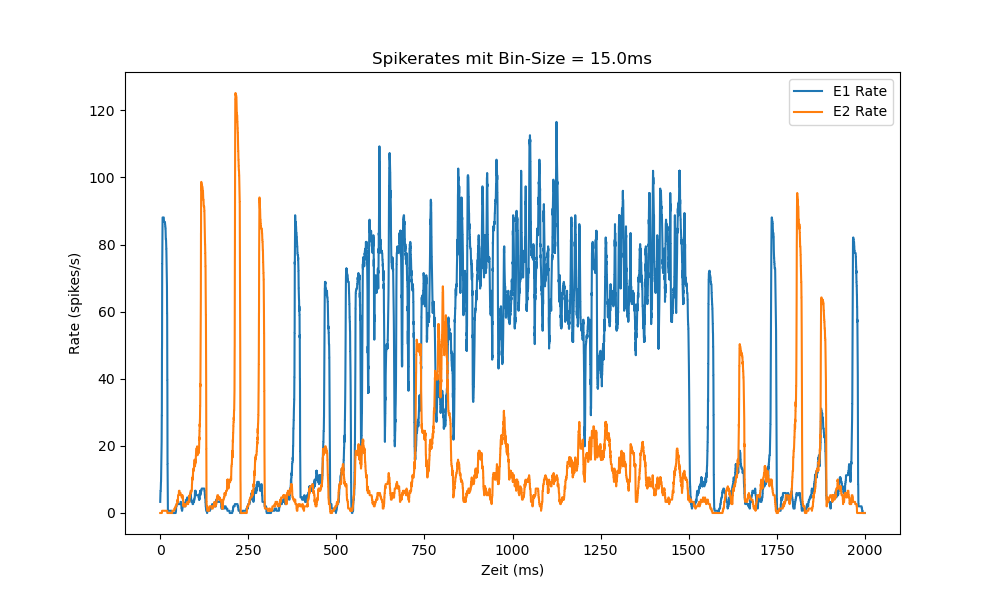 Spikerates mit Bin-Size = 15.0ms
E1 Rate
E2 Rate
Rate (spikes/s)
120
100
80
60
40
20
0
0 250 500 750 1000 1250 1500 1750 2000
Zeit (ms)